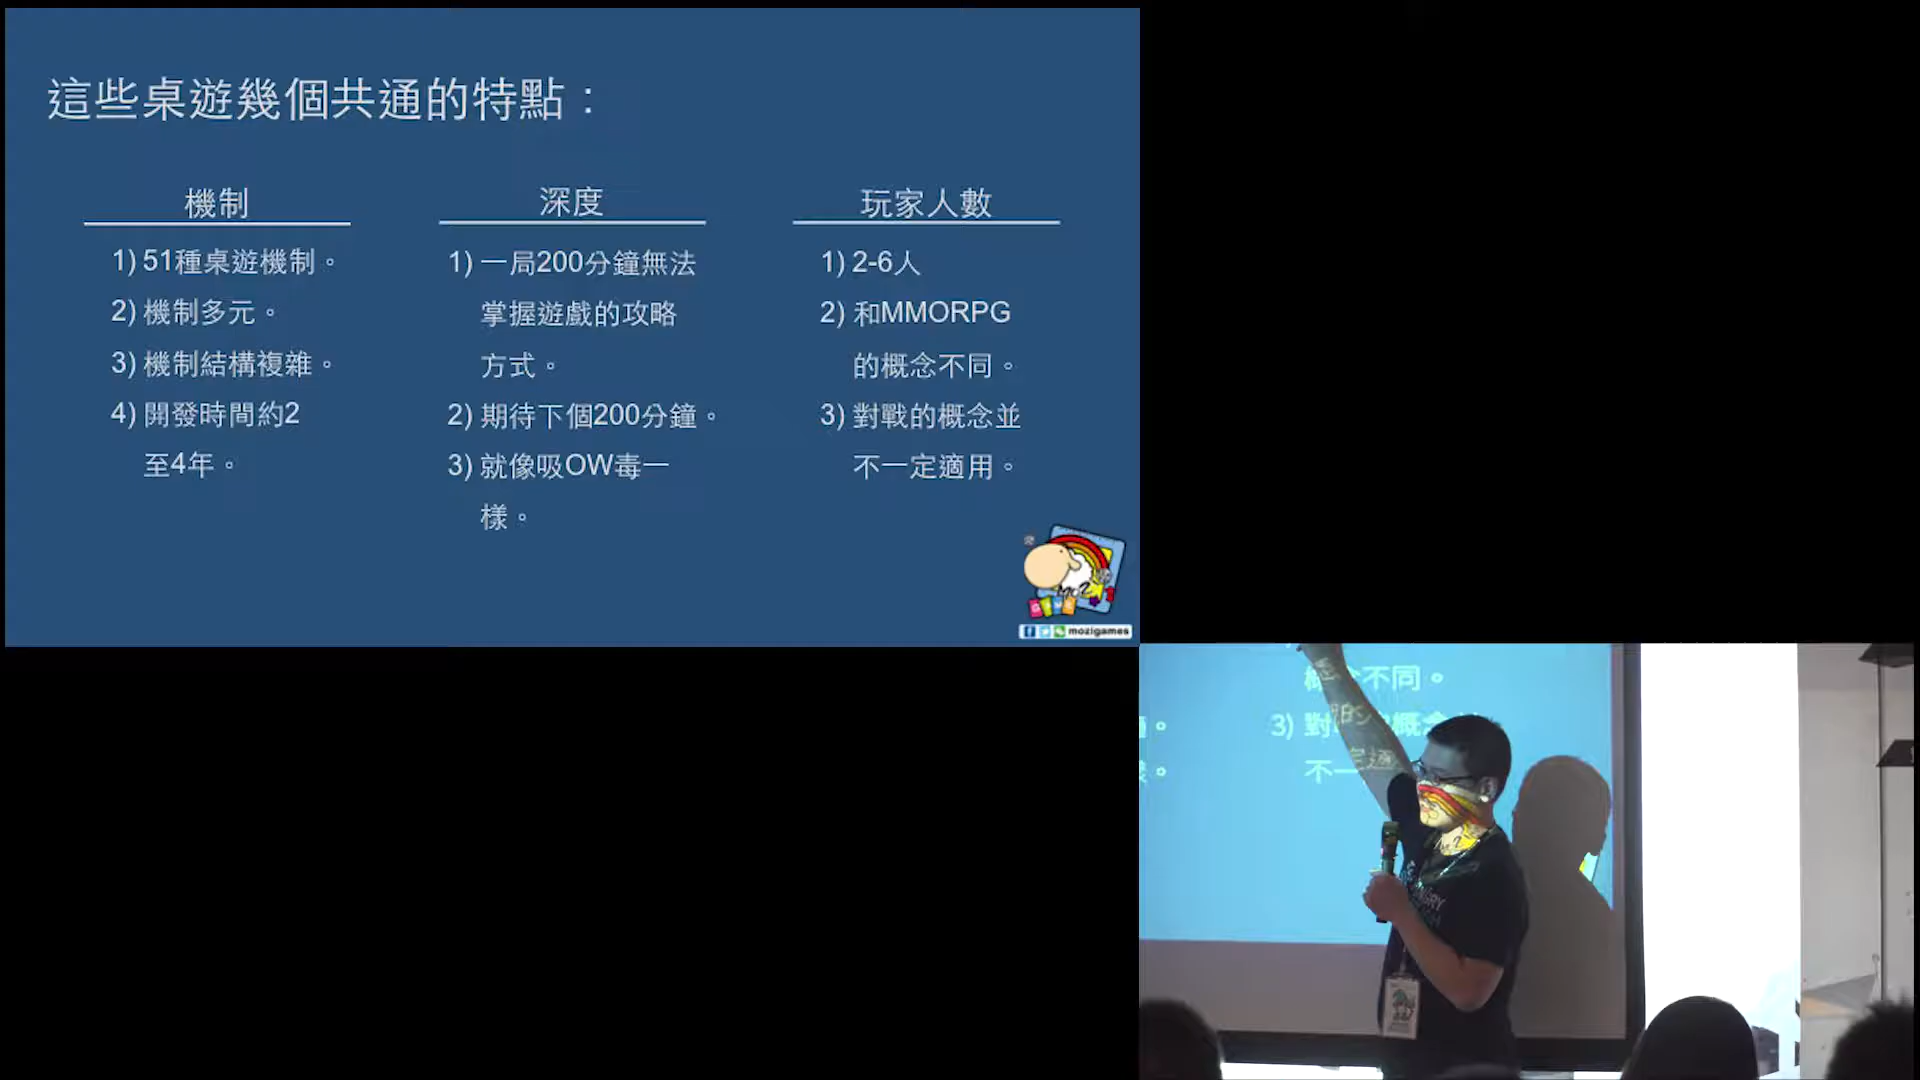 這些桌遊幾個共通的特點：
機制
1) 51種桌遊機制。
2) 機制多元。
3) 機制結構複雜。
4) 開發時間約2
至4年。
深度
1) 一局200分鐘無法
掌握遊戲的攻略
方式。
2) 期待下個200分鐘。
3) 就像吸OW毒一
樣。
玩家人數
1) 2-6人
2) 和MMORPG
的概念不同。
3) 對戰的概念並
不一定適用。
mozigames
不同。
3) 對
不一